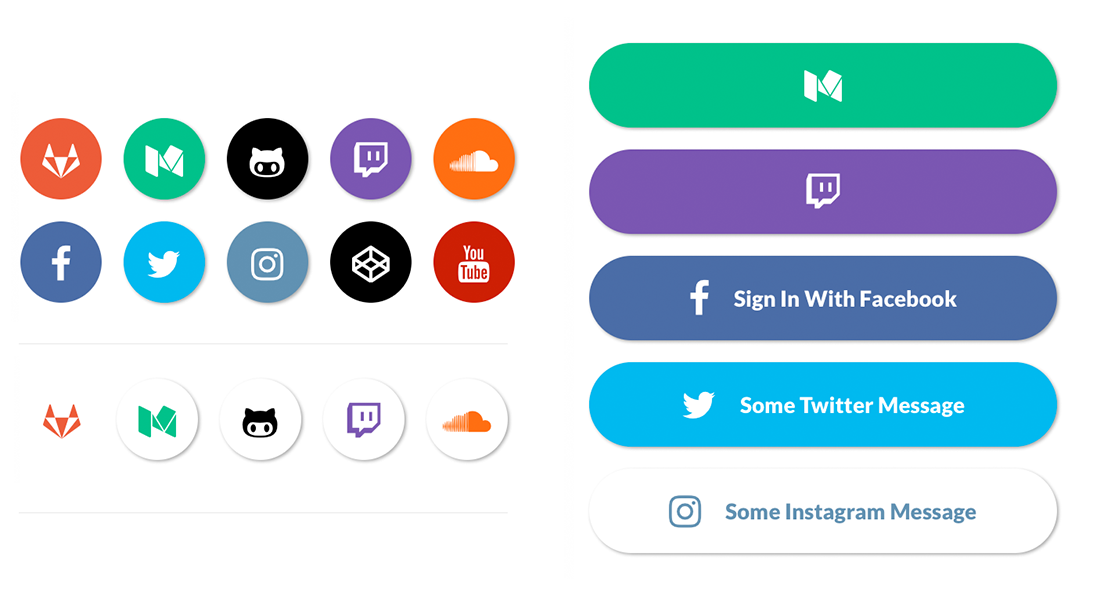 You
Tube
Sign In With Facebook
Some Twitter Message
Some Instagram Message